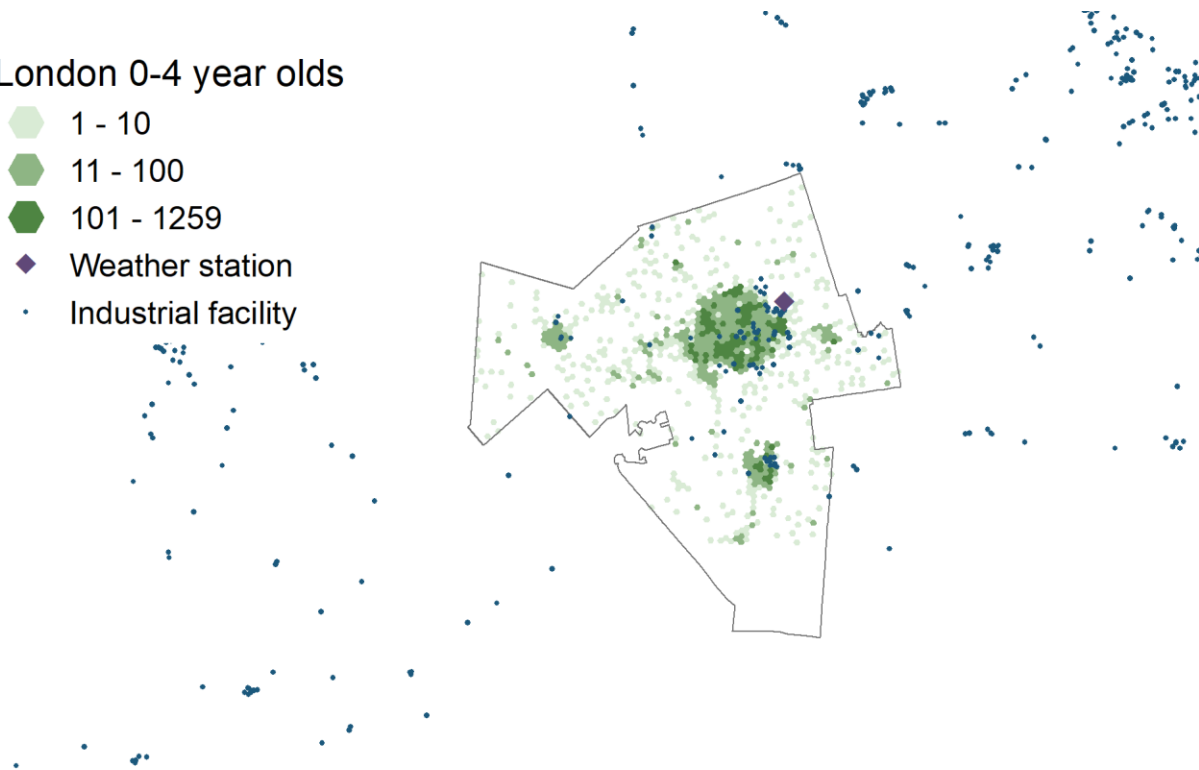 London 0-4 year olds
1 - 10
11 - 100
101 - 1259
Weather station
Industrial facility